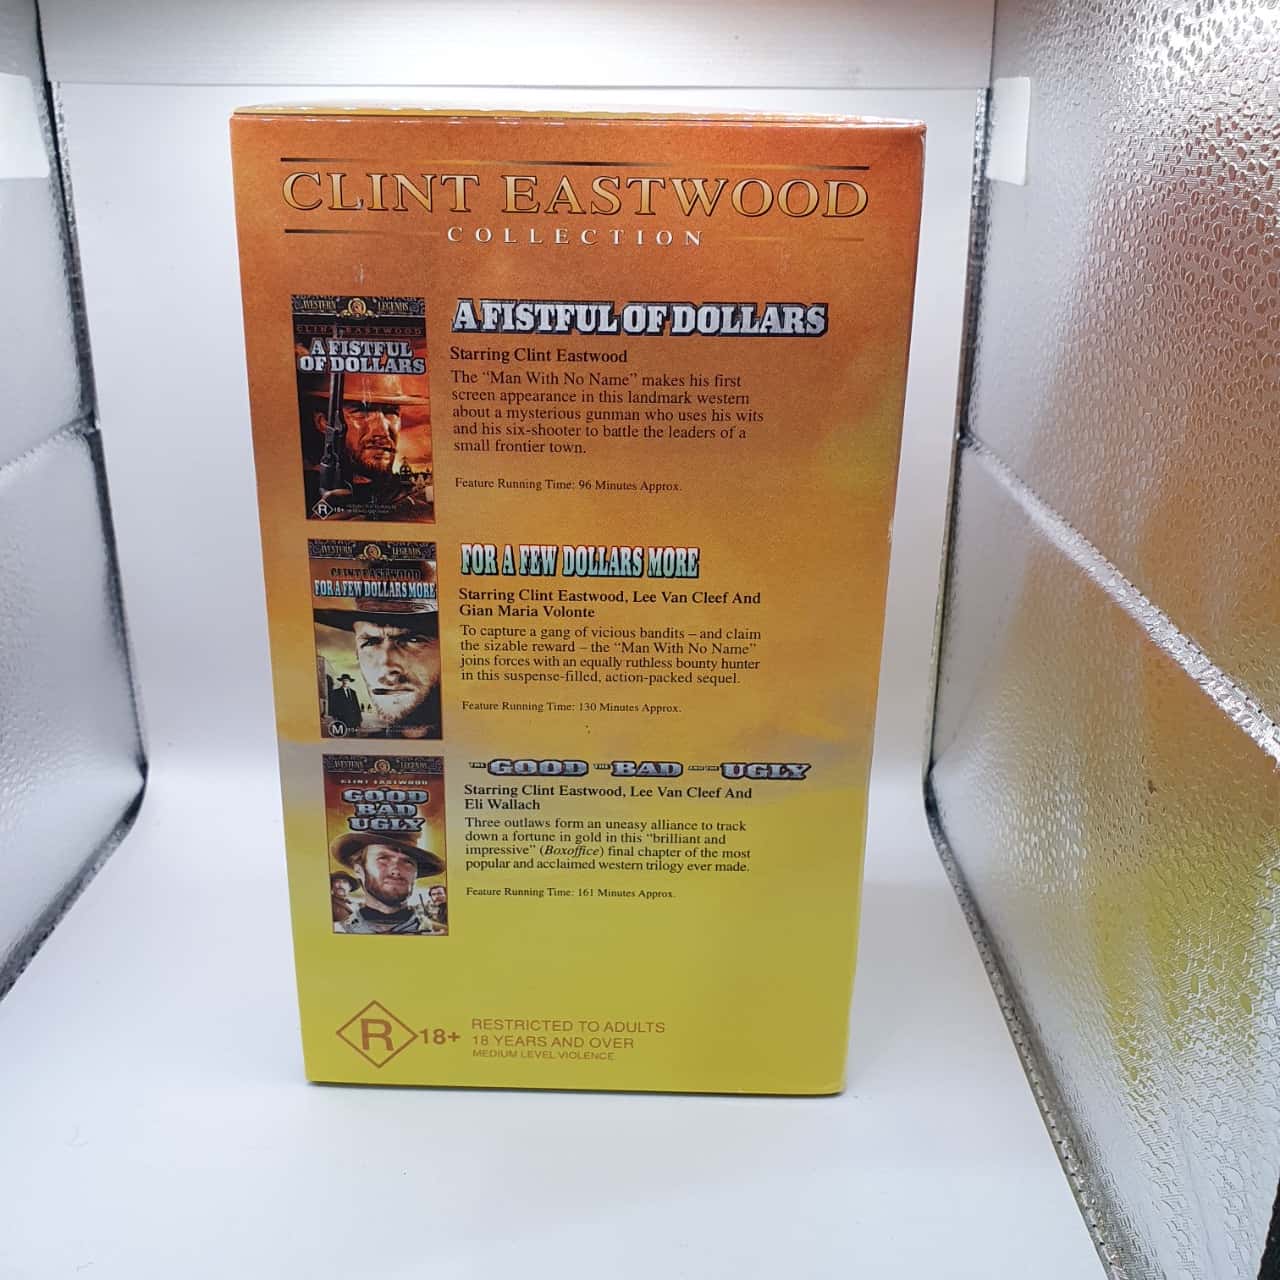 CLINT EASTWOOD
COLLECTION
WESTERN LEGENDS
CLINT EASTWOOD
A FISTFUL
OF DOLLARS
R 18+
A FISTFUL OF DOLLARS
Starring Clint Eastwood
The “Man With No Name” makes his first
screen appearance in this landmark western
about a mysterious gunman who uses his wits
and his six-shooter to battle the leaders of a
small frontier town.
Feature Running Time: 96 Minutes Approx.
WESTERN LEGENDS
CLINT EASTWOOD
FOR A FEW DOLLARS MORE
M
FOR A FEW DOLLARS MORE
Starring Clint Eastwood, Lee Van Cleef And
Gian Maria Volonte
To capture a gang of vicious bandits – and claim
the sizable reward – the “Man With No Name”
joins forces with an equally ruthless bounty hunter
in this suspense-filled, action-packed sequel.
Feature Running Time: 130 Minutes Approx.
WESTERN LEGENDS
CLINT EASTWOOD
GOOD
BAD
UGLY
THE GOOD THE BAD AND THE UGLY
Starring Clint Eastwood, Lee Van Cleef And
Eli Wallach
Three outlaws form an uneasy alliance to track
down a fortune in gold in this “brilliant and
impressive” (Boxoffice) final chapter of the most
popular and acclaimed western trilogy ever made.
Feature Running Time: 161 Minutes Approx.
R 18+
RESTRICTED TO ADULTS
18 YEARS AND OVER
MEDIUM LEVEL VIOLENCE